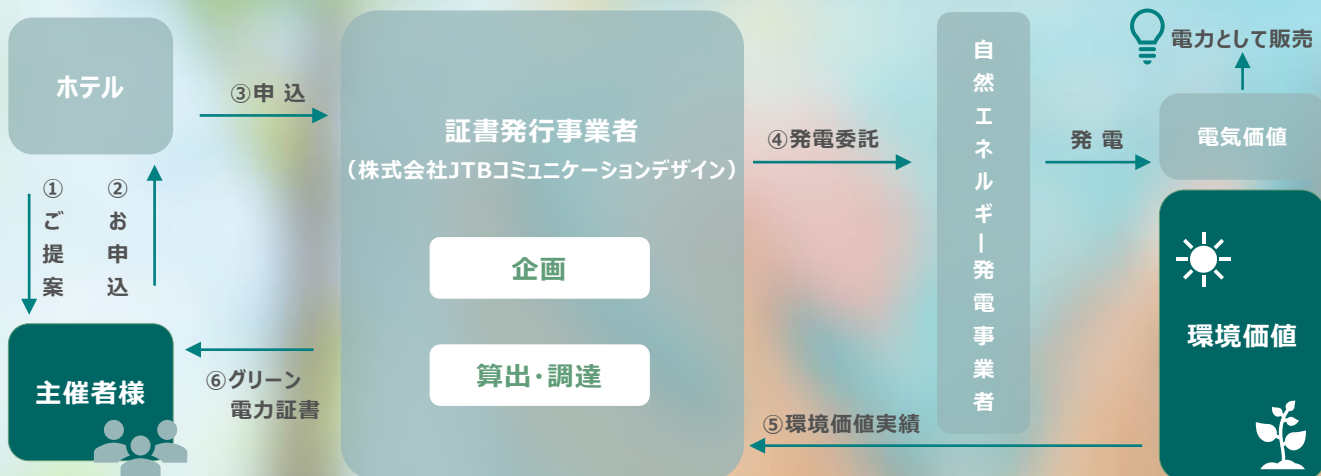 ホテル
③申 込
①ご提案
②お申込
主催者様
証書発行事業者
（株式会社JTBコミュニケーションデザイン）
企画
算出・調達
⑥グリーン
電力証書
④発電委託
自然エネルギー発電事業者
発 電
電力として販売
電気価値
環境価値
⑤環境価値実績